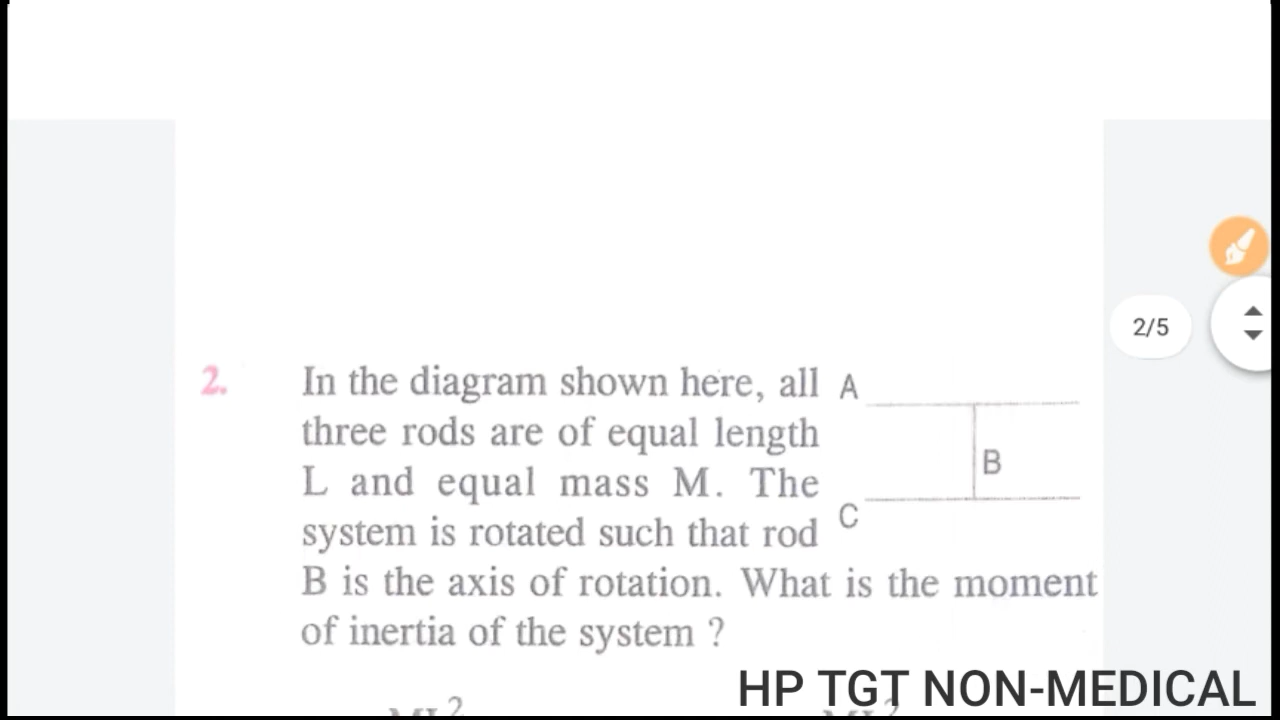 2/5
2. In the diagram shown here, all A
three rods are of equal length
B
L and equal mass M. The
C
system is rotated such that rod
B is the axis of rotation. What is the moment
of inertia of the system ?
HP TGT NON-MEDICAL